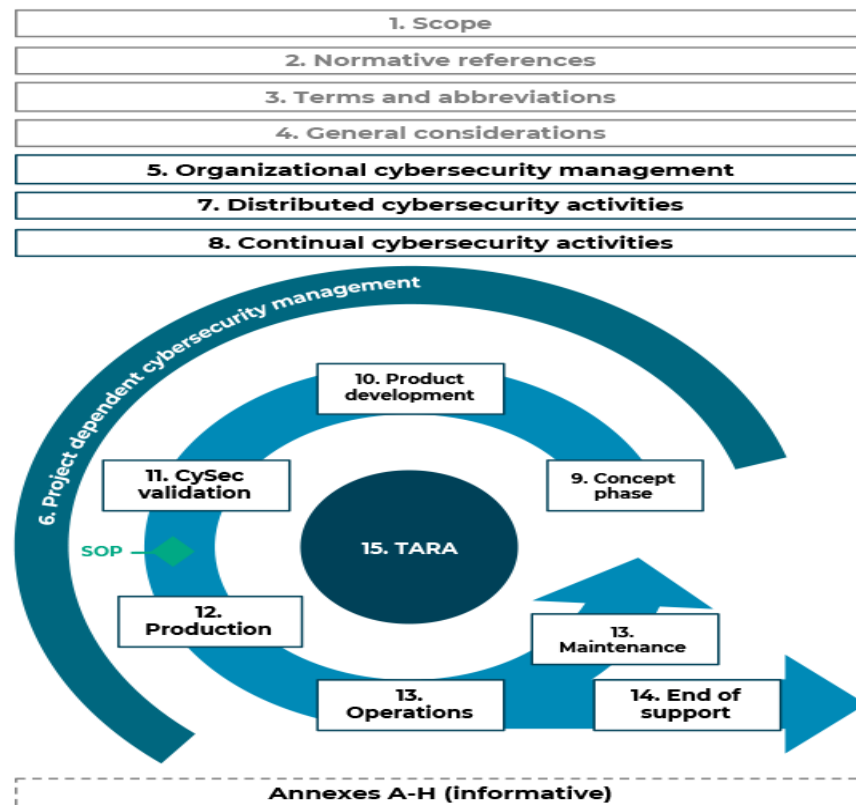 1. Scope
2. Normative references
3. Terms and abbreviations
4. General considerations
5. Organizational cybersecurity management
7. Distributed cybersecurity activities
8. Continual cybersecurity activities
6. Project dependent cybersecurity management
10. Product
development
11. CySec
validation
9. Concept
phase
15. TARA
SOP
12.
Production
13.
Maintenance
13.
Operations
14. End of
support
Annexes A-H (informative)